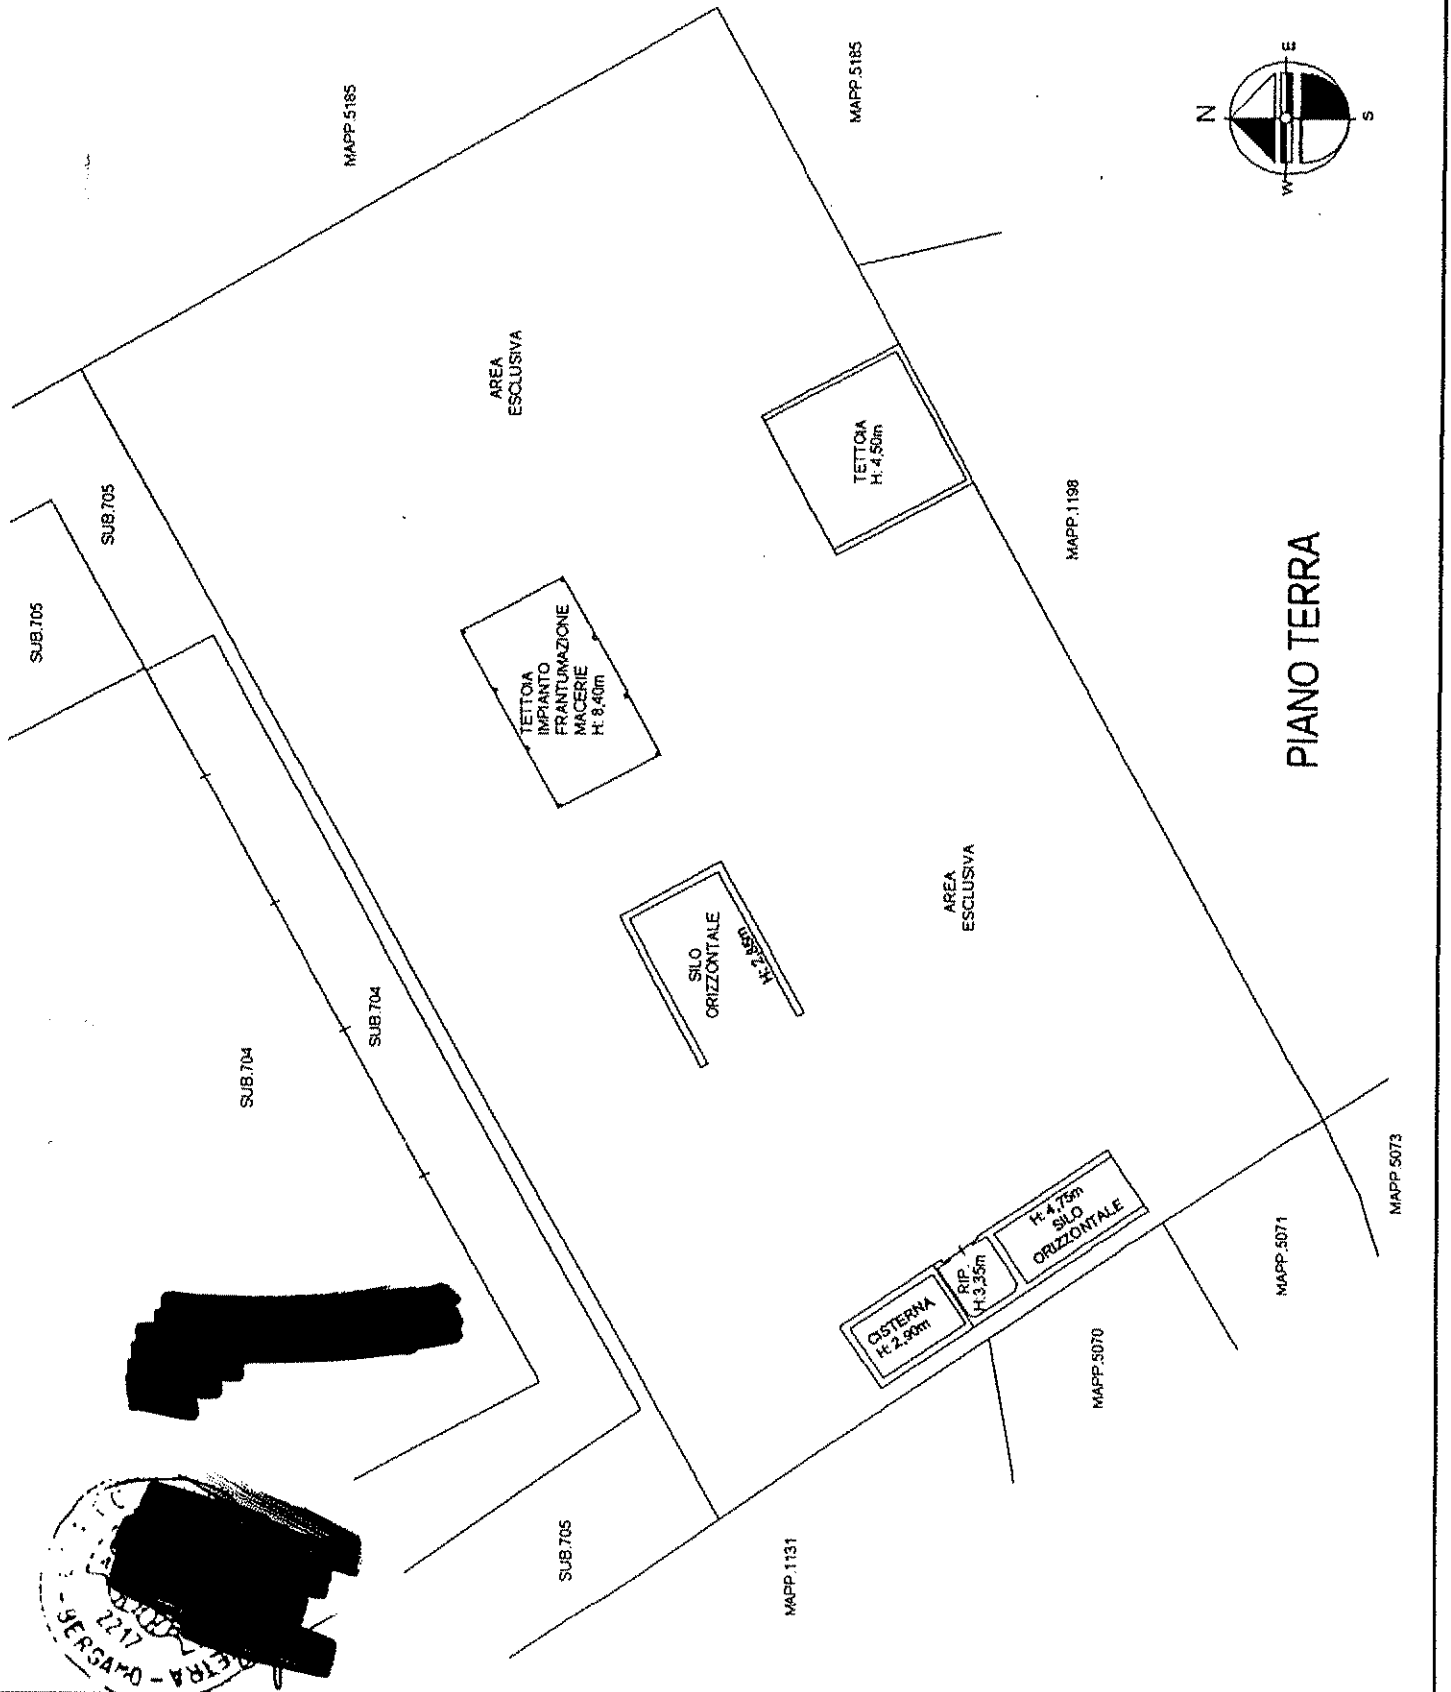 MAPP.5185
MAPP.5185
N
E
W
S
SUB.705
SUB.705
AREA
ESCLUSIVA
TETTOIA
H: 4,50m
MAPP.1198
TETTOIA
IMPIANTO
FRANTUMAZIONE
MACERIE
H: 8,40m
PIANO TERRA
SILO
ORIZZONTALE
AREA
ESCLUSIVA
SUB.704
SUB.704
H: 4,75m
SILO
ORIZZONTALE
RIP.
H:3,35m
CISTERNA
H: 2,90m
MAPP.5073
MAPP.5071
MAPP.5070
SUB.705
MAPP.1131
2217
BERGAMO